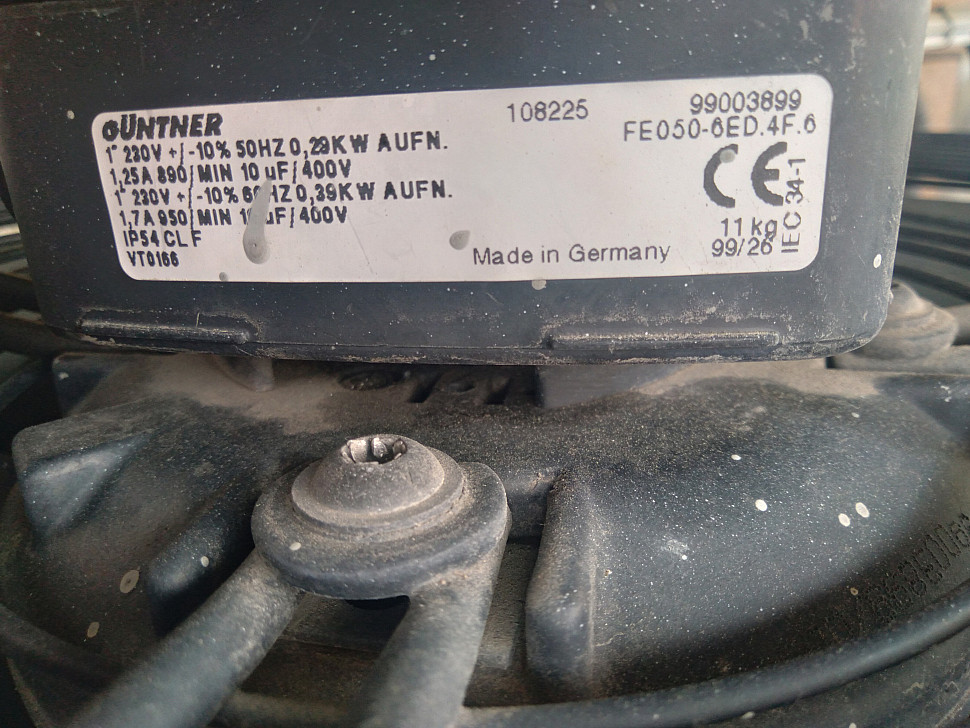 GÜNTNER
108225
99003899
FE050-6ED.4F.6
1~ 230V +/-10% 50HZ 0,29KW AUFN.
1,25A 890/MIN 10 µF/400V
1~ 230V +/-10% 60HZ 0,39KW AUFN.
1,7A 950/MIN 10µF/400V
IP54 CL F
VT0166
CE
IEC 34-1
11 kg
99/26
Made in Germany